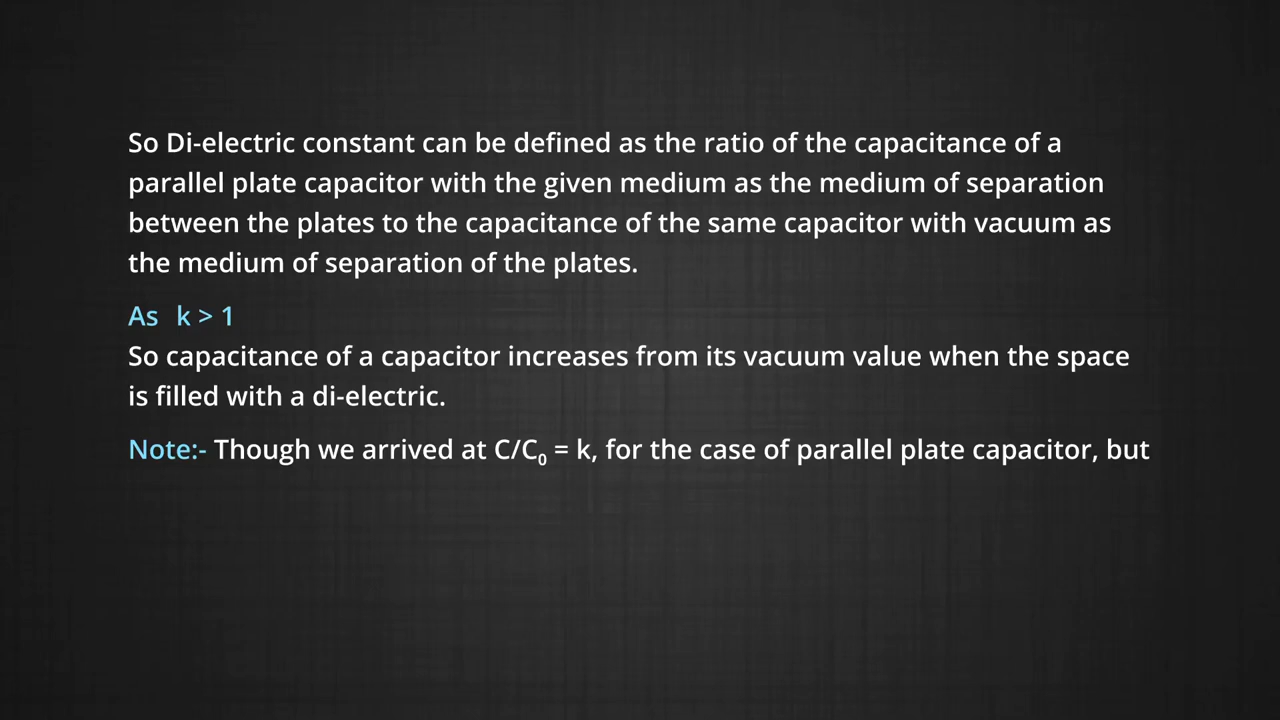 So Di-electric constant can be defined as the ratio of the capacitance of a
parallel plate capacitor with the given medium as the medium of separation
between the plates to the capacitance of the same capacitor with vacuum as
the medium of separation of the plates.
As k > 1
So capacitance of a capacitor increases from its vacuum value when the space
is filled with a di-electric.
Note:- Though we arrived at C/C₀ = k, for the case of parallel plate capacitor, but